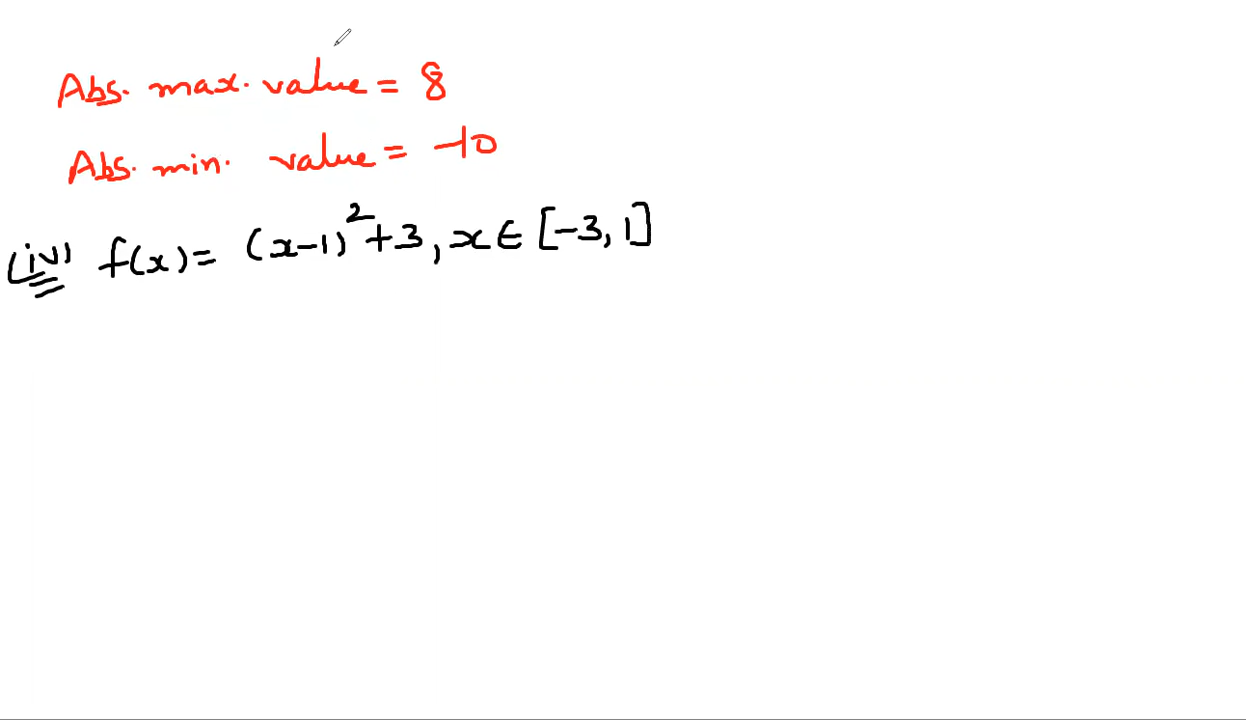 Abs. max. value = 8
Abs. min. value = -10
(iv) f(x) = (x-1)² + 3, x ∈ [-3, 1]